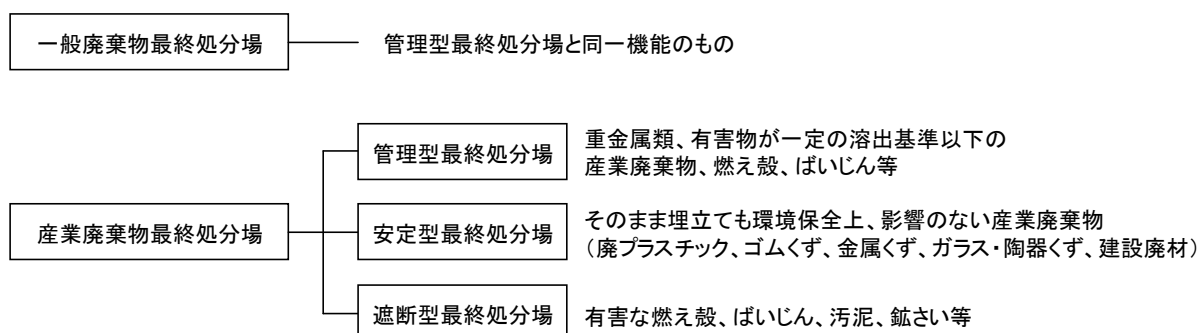 一般廃棄物最終処分場
管理型最終処分場と同一機能のもの
管理型最終処分場
重金属類、有害物が一定の溶出基準以下の
産業廃棄物、燃え殻、ばいじん等
産業廃棄物最終処分場
安定型最終処分場
そのまま埋立ても環境保全上、影響のない産業廃棄物
（廃プラスチック、ゴムくず、金属くず、ガラス・陶器くず、建設廃材）
遮断型最終処分場
有害な燃え殻、ばいじん、汚泥、鉱さい等